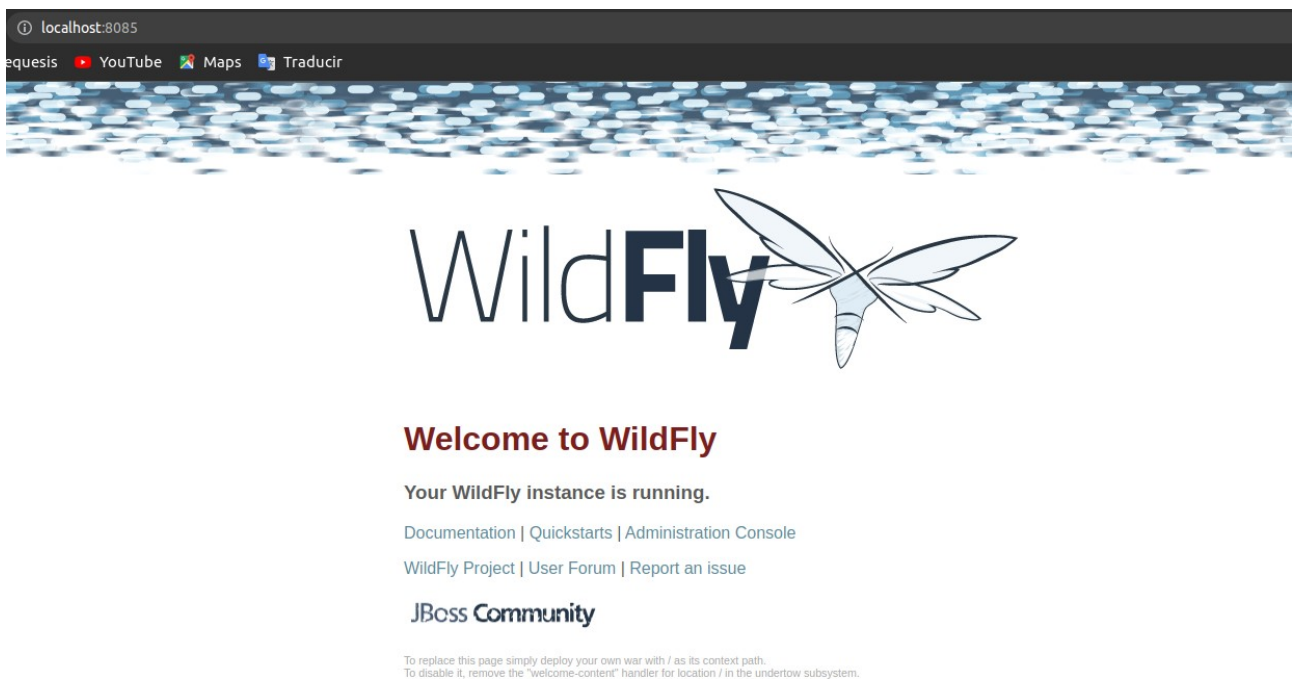 localhost:8085
equesis YouTube Maps Traducir
WildFly
Welcome to WildFly
Your WildFly instance is running.
Documentation | Quickstarts | Administration Console
WildFly Project | User Forum | Report an issue
JBoss Community
To replace this page simply deploy your own war with / as its context path.
To disable it, remove the "welcome-content" handler for location / in the undertow subsystem.